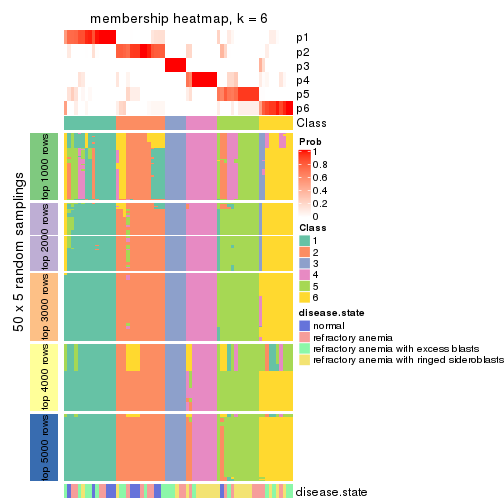 membership heatmap, k = 6
p1
p2
p3
p4
p5
p6
Class
50 x 5 random samplings
top 1000 rows
top 2000 rows
top 3000 rows
top 4000 rows
top 5000 rows
Prob
1
0.8
0.6
0.4
0.2
0
Class
1
2
3
4
5
6
disease.state
normal
refractory anemia
refractory anemia with excess blasts
refractory anemia with ringed sideroblasts
disease.state